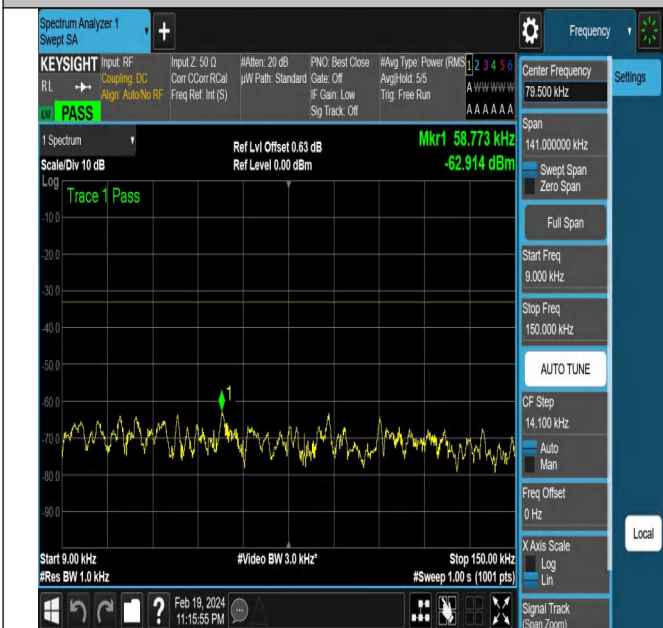 Spectrum Analyzer 1
Swept SA
Frequency
KEYSIGHT
RL
LNI
PASS
Input: RF
Coupling: DC
Align: Auto/No RF
Input Z: 50 Ω
Corr CCorr RCal
Freq Ref: Int (S)
#Atten: 20 dB
µW Path: Standard
PNO: Best Close
Gate: Off
IF Gain: Low
Sig Track: Off
#Avg Type: Power (RMS
Avg|Hold: 5/5
Trig: Free Run
1 2 3 4 5 6
A W W W W W
A A A A A A
1 Spectrum
Scale/Div 10 dB
Log
Ref Lvl Offset 0.63 dB
Ref Level 0.00 dBm
Mkr1 58.773 kHz
-62.914 dBm
Trace 1 Pass
-10.0
-20.0
-30.0
-40.0
-50.0
-60.0
-70.0
-80.0
-90.0
1
Start 9.00 kHz
#Res BW 1.0 kHz
#Video BW 3.0 kHz*
Stop 150.00 kHz
#Sweep 1.00 s (1001 pts)
?
Feb 19, 2024
11:15:55 PM
Center Frequency
79.500 kHz
Span
141.000000 kHz
Swept Span
Zero Span
Full Span
Start Freq
9.000 kHz
Stop Freq
150.000 kHz
AUTO TUNE
CF Step
14.100 kHz
Auto
Man
Freq Offset
0 Hz
X Axis Scale
Log
Lin
Signal Track
(Span Zoom)
Settings
Local